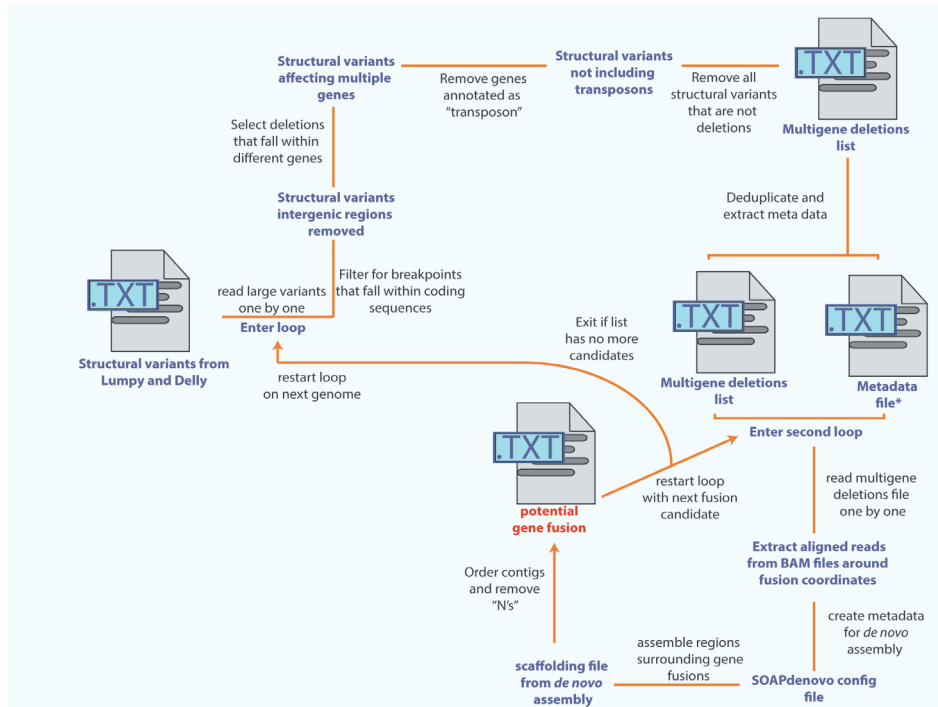 Structural variants
affecting multiple
genes
Remove genes
annotated as
"transposon"
Structural variants
not including
transposons
Remove all
structural variants
that are not
deletions
.TXT
Multigene deletions
list
Select deletions
that fall within
different genes
Structural variants
intergenic regions
removed
Deduplicate and
extract meta data
.TXT
Structural variants from
Lumpy and Delly
read large variants
one by one
Enter loop
Filter for breakpoints
that fall within coding
sequences
restart loop
on next genome
Exit if list
has no more
candidates
.TXT
Multigene deletions
list
.TXT
Metadata
file*
Enter second loop
.TXT
potential
gene fusion
restart loop
with next fusion
candidate
read multigene
deletions file
one by one
Extract aligned reads
from BAM files around
fusion coordinates
create metadata
for de novo
assembly
SOAPdenovo config
file
assemble regions
surrounding gene
fusions
scaffolding file
from de novo
assembly
Order contigs
and remove
"N's"